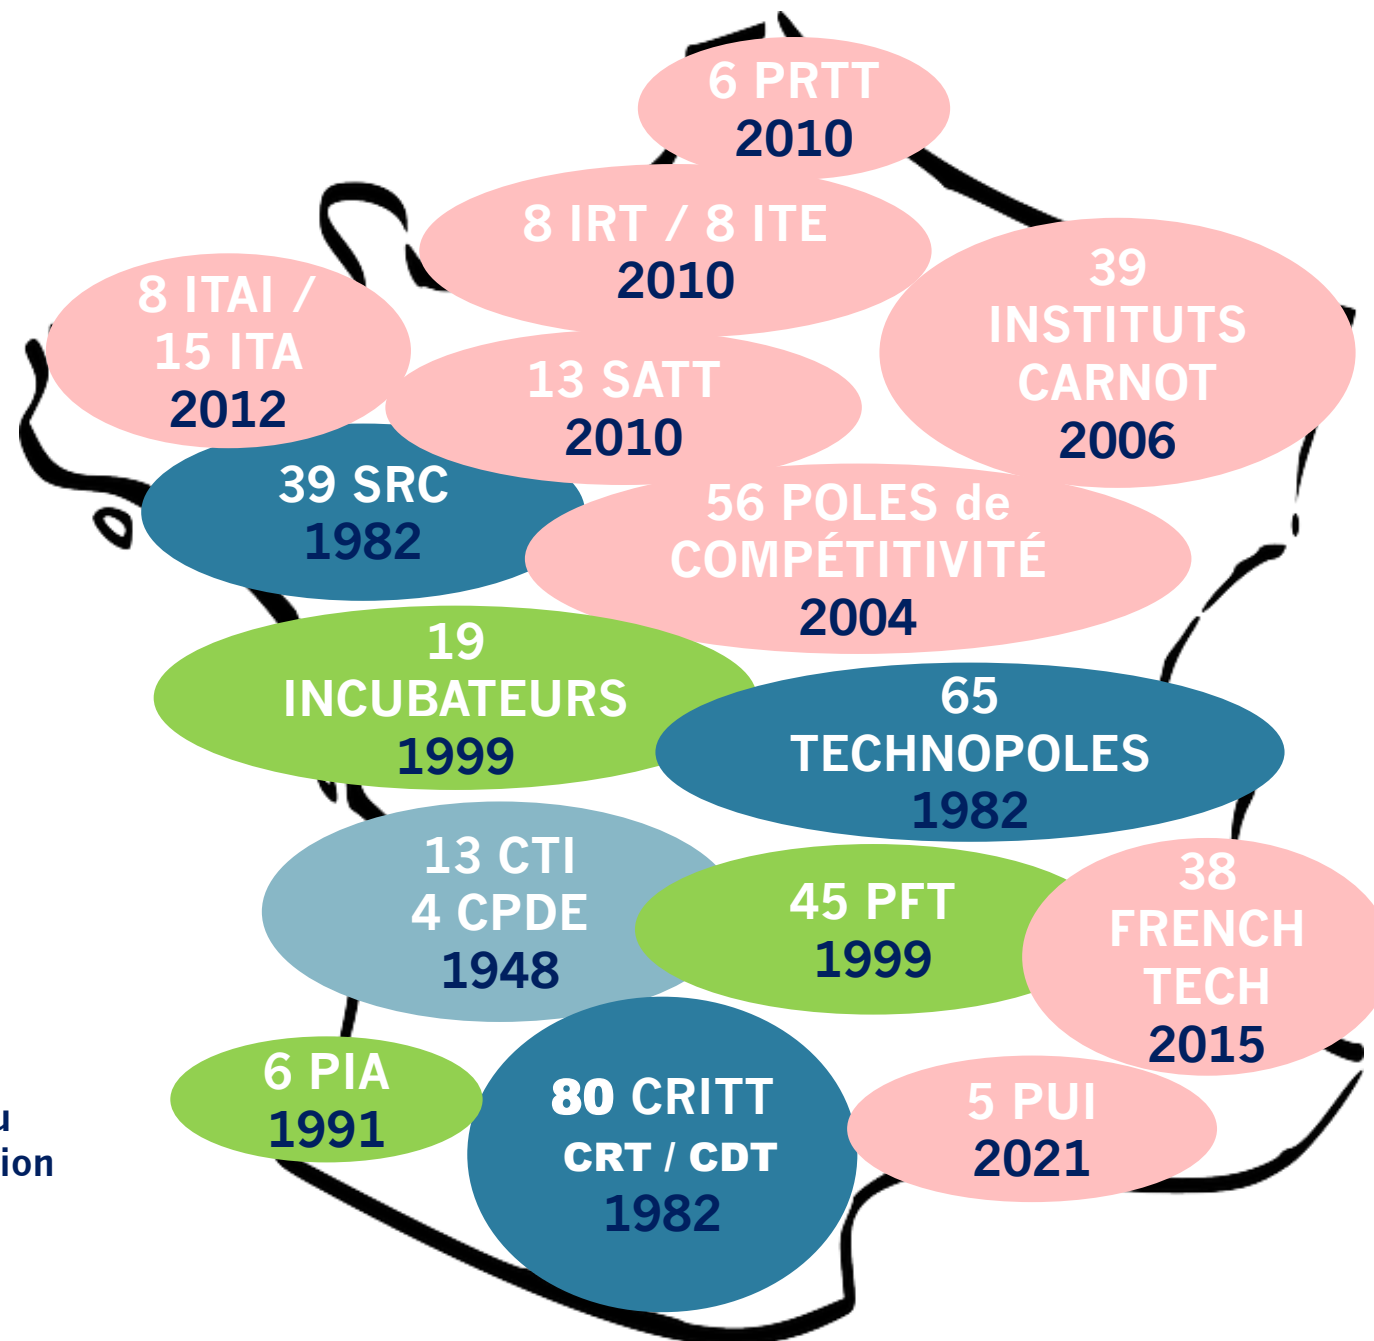 6 PRTT
2010
8 IRT / 8 ITE
2010
39
INSTITUTS
CARNOT
2006
8 ITAI /
15 ITA
2012
13 SATT
2010
39 SRC
1982
56 POLES de
COMPÉTITIVITÉ
2004
19
INCUBATEURS
1999
65
TECHNOPOLES
1982
13 CTI
4 CPDE
1948
45 PFT
1999
38
FRENCH
TECH
2015
6 PIA
1991
80 CRITT
CRT / CDT
1982
5 PUI
2021